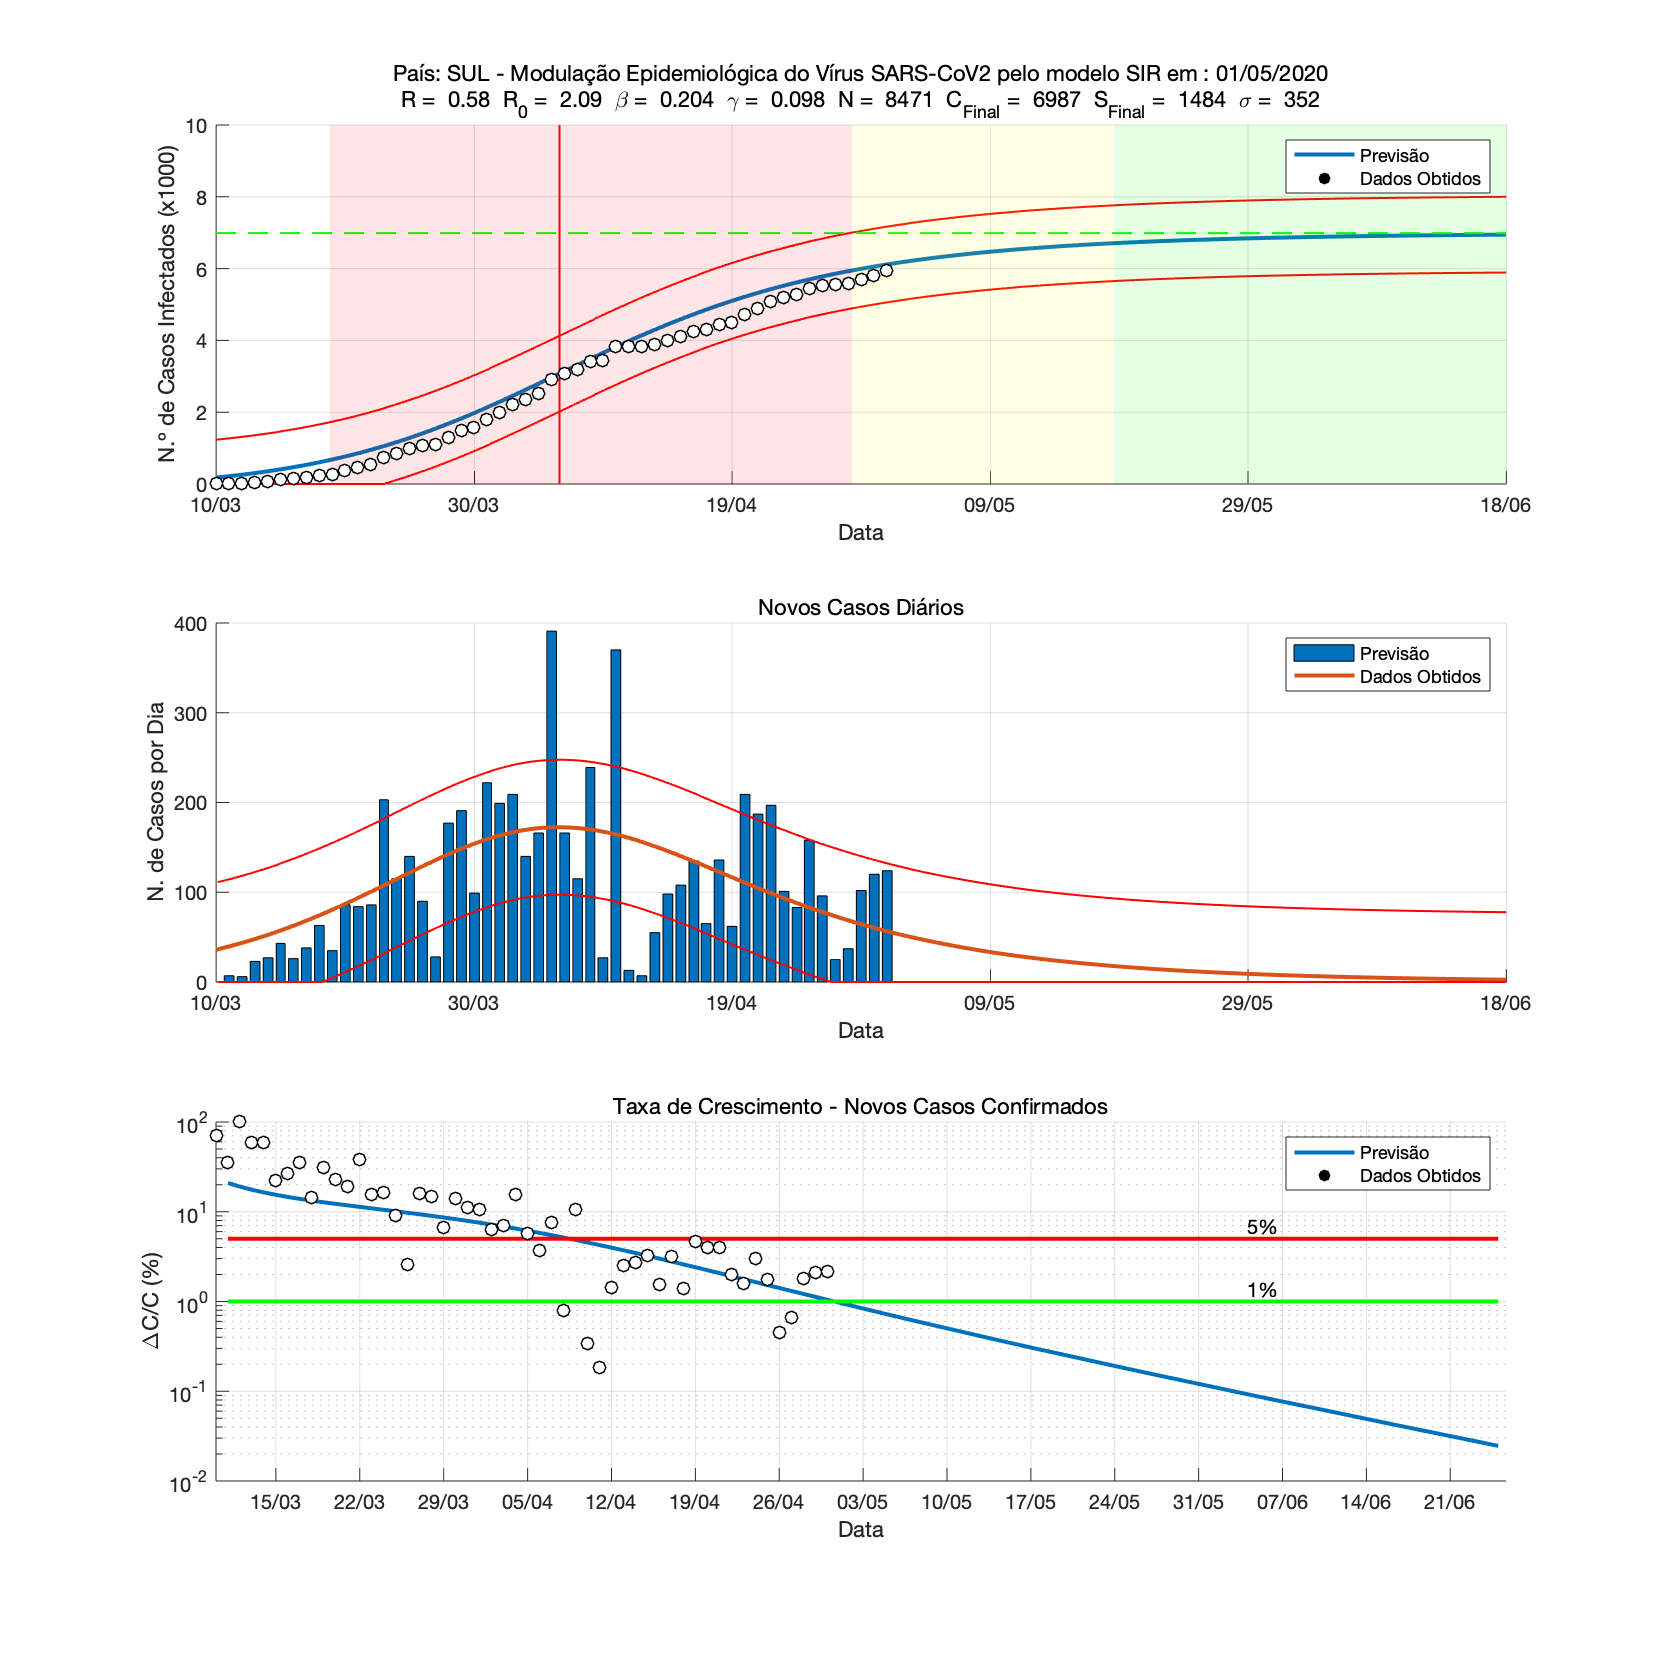 País: SUL - Modulação Epidemiológica do Vírus SARS-CoV2 pelo modelo SIR em : 01/05/2020
R = 0.58 R0 = 2.09 β = 0.204 γ = 0.098 N = 8471 CFinal = 6987 SFinal = 1484 σ = 352
N.º de Casos Infectados (x1000)
10
8
6
4
2
0
Previsão
Dados Obtidos
10/03 30/03 19/04 09/05 29/05 18/06
Data
Novos Casos Diários
N. de Casos por Dia
400
300
200
100
0
Previsão
Dados Obtidos
10/03 30/03 19/04 09/05 29/05 18/06
Data
Taxa de Crescimento - Novos Casos Confirmados
ΔC/C (%)
10^2
10^1
10^0
10^-1
10^-2
Previsão
Dados Obtidos
5%
1%
15/03 22/03 29/03 05/04 12/04 19/04 26/04 03/05 10/05 17/05 24/05 31/05 07/06 14/06 21/06
Data